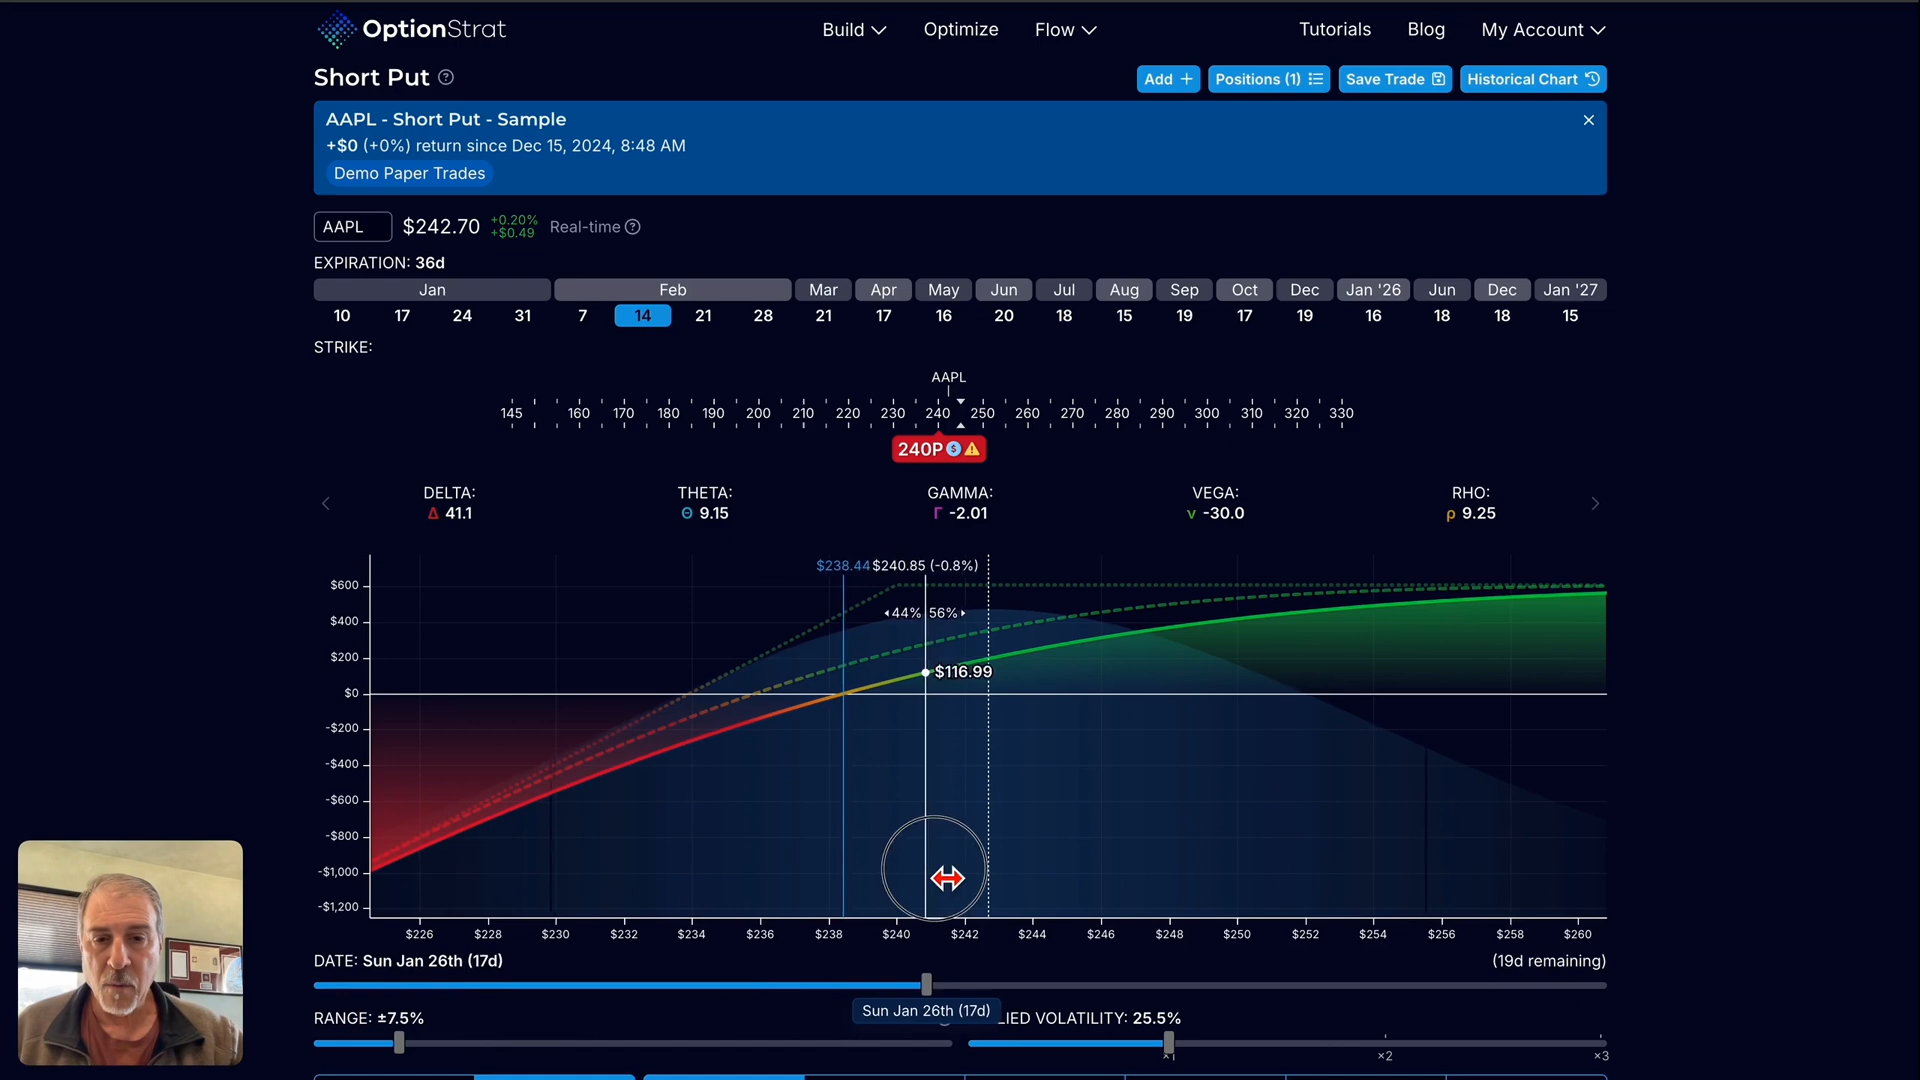 OptionStrat
Build
Optimize
Flow
Tutorials
Blog
My Account
Short Put ?
Add +
Positions (1)
Save Trade
Historical Chart
AAPL - Short Put - Sample
+$0 (+0%) return since Dec 15, 2024, 8:48 AM
Demo Paper Trades
AAPL $242.70 +0.20% +$0.49 Real-time ?
EXPIRATION: 36d
Jan Feb Mar Apr May Jun Jul Aug Sep Oct Dec Jan '26 Jun Dec Jan '27
10 17 24 31 7 14 21 28 21 17 16 20 18 15 19 17 19 16 18 18 15
STRIKE:
AAPL
145 160 170 180 190 200 210 220 230 240 250 260 270 280 290 300 310 320 330
240P $
DELTA: THETA: GAMMA: VEGA: RHO:
Δ 41.1 Θ 9.15 Γ -2.01 ν -30.0 ρ 9.25
$238.44 $240.85 (-0.8%)
44% 56%
$116.99
$600
$400
$200
$0
-$200
-$400
-$600
-$800
-$1,000
-$1,200
$226 $228 $230 $232 $234 $236 $238 $240 $242 $244 $246 $248 $250 $252 $254 $256 $258 $260
DATE: Sun Jan 26th (17d) (19d remaining)
Sun Jan 26th (17d)
RANGE: ±7.5%
LIED VOLATILITY: 25.5%
×1 ×2 ×3